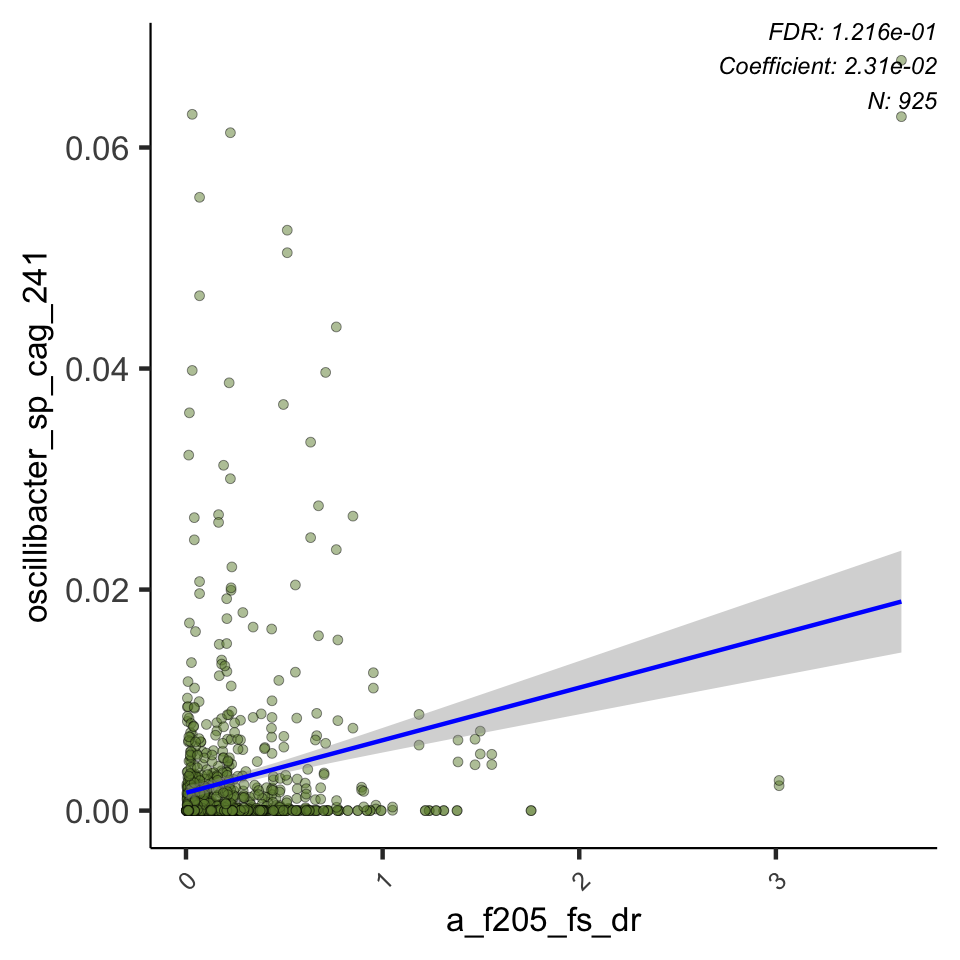 FDR: 1.216e-01
Coefficient: 2.31e-02
N: 925
0.06
0.04
0.02
0.00
oscillibacter_sp_cag_241
0
1
2
3
a_f205_fs_dr